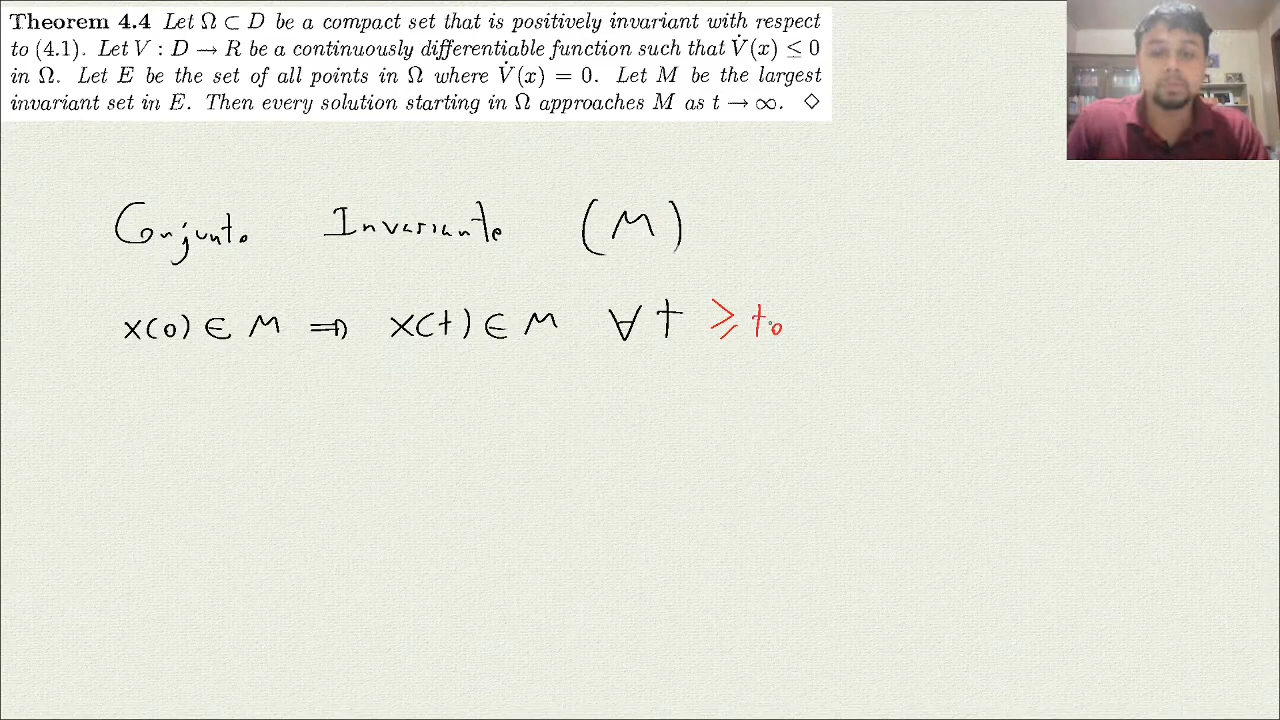 Theorem 4.4 Let Ω ⊂ D be a compact set that is positively invariant with respect
to (4.1). Let V : D → R be a continuously differentiable function such that V̇(x) ≤ 0
in Ω. Let E be the set of all points in Ω where V̇(x) = 0. Let M be the largest
invariant set in E. Then every solution starting in Ω approaches M as t → ∞. ◇
Conjunto Invariante (M)
x(0) ∈ M ⇒ x(t) ∈ M ∀ t ≥ t₀